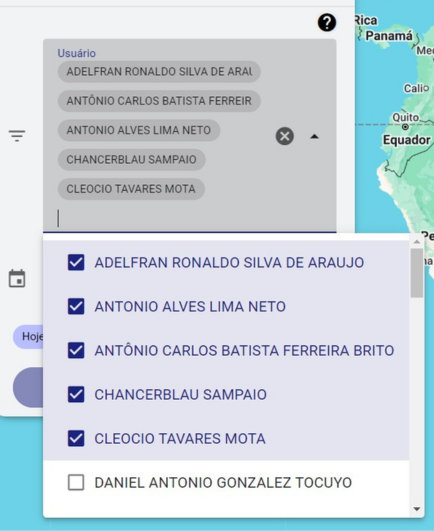 Usuário
ADELFRAN RONALDO SILVA DE ARAU
ANTÔNIO CARLOS BATISTA FERREIR
ANTONIO ALVES LIMA NETO
CHANCERBLAU SAMPAIO
CLEOCIO TAVARES MOTA
ADELFRAN RONALDO SILVA DE ARAUJO
ANTONIO ALVES LIMA NETO
ANTÔNIO CARLOS BATISTA FERREIRA BRITO
CHANCERBLAU SAMPAIO
CLEOCIO TAVARES MOTA
DANIEL ANTONIO GONZALEZ TOCUYO
Hoje
Rica
Panamá
Me
Calio
Quito
Equador
Pe